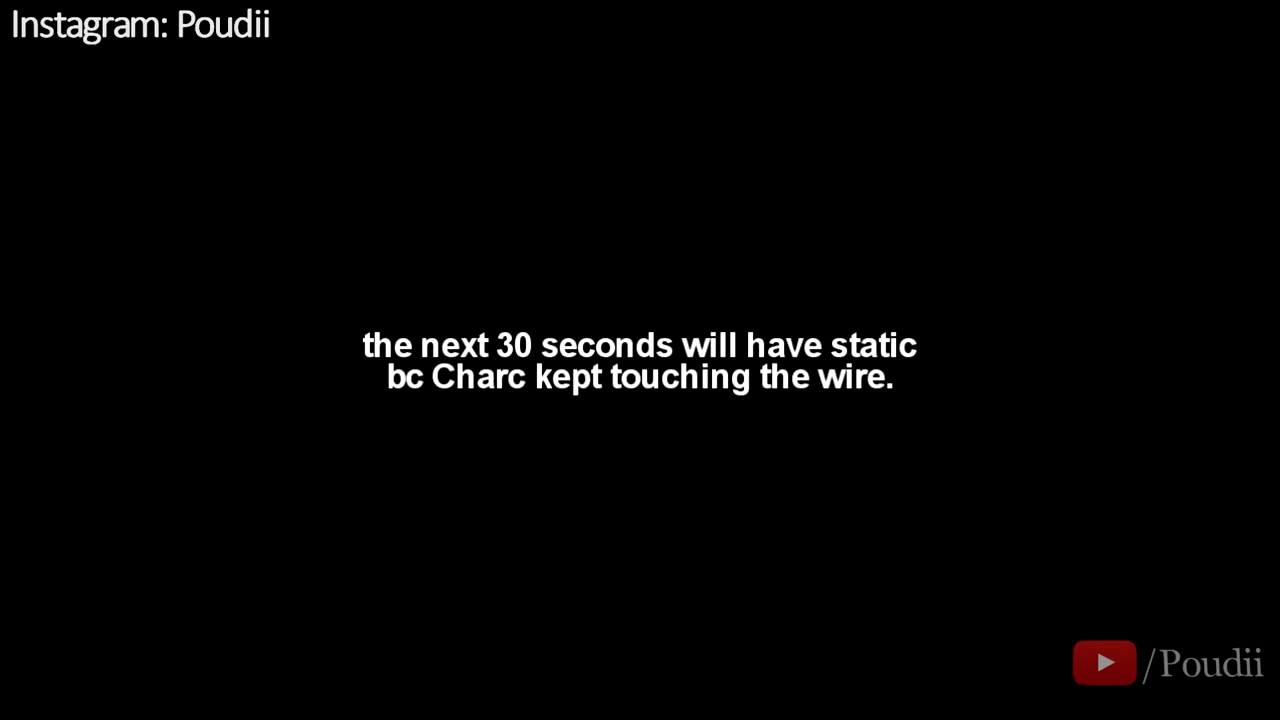 Instagram: Poudii
the next 30 seconds will have static
bc Charc kept touching the wire.
/Poudii